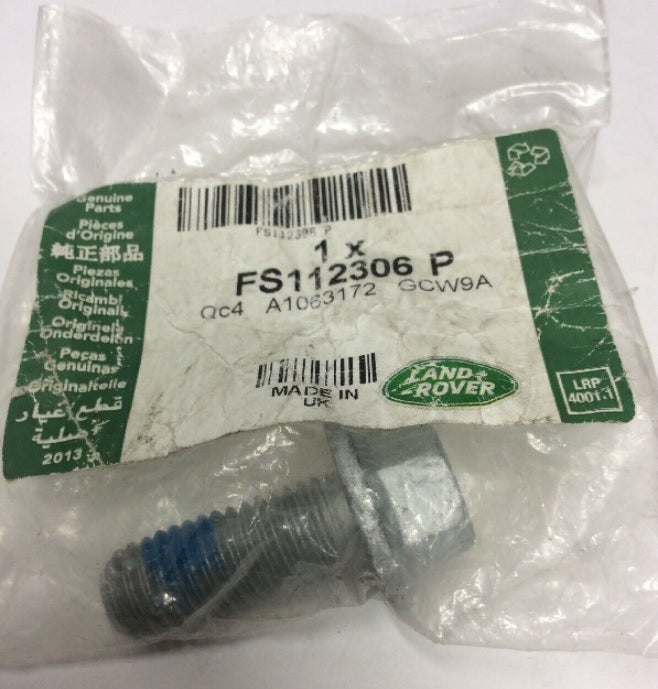 Genuine
Parts
Pièces
d'Origine
純正部品
Piezas
Originales
Ricambi
Originali
Originele
Onderdelen
Peças
Genuinas
Originalteile
قطع غيار
أصلية
2013
FS112306 P
1 x
FS112306 P
Qc4 A1063172 GCW9A
MADE IN
UK
LAND-
ROVER
LRP
4001.1